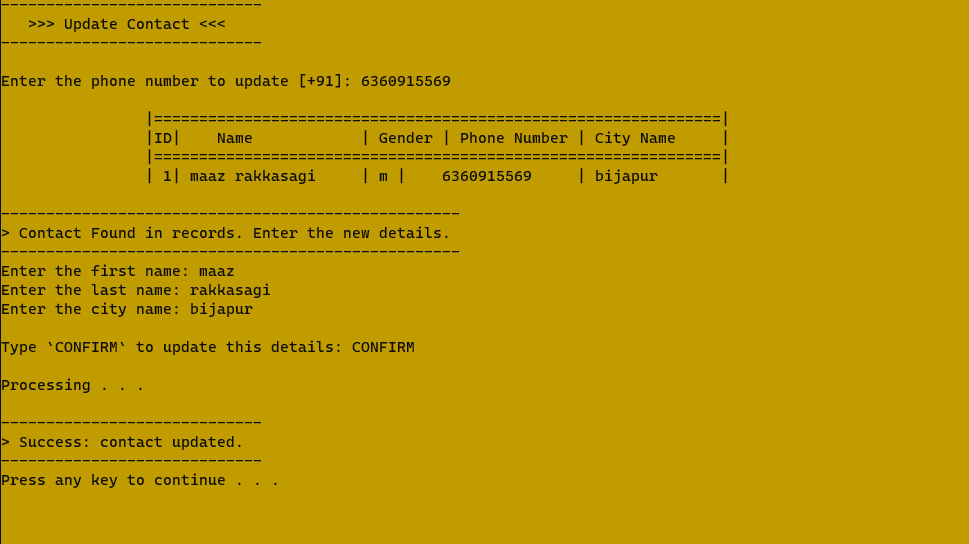 -----------------------------
   >>> Update Contact <<<
-----------------------------
Enter the phone number to update [+91]: 6360915569
                |===============================================================|
                |ID|    Name            | Gender | Phone Number | City Name     |
                |===============================================================|
                | 1| maaz rakkasagi     | m |    6360915569     | bijapur       |
---------------------------------------------------
> Contact Found in records. Enter the new details.
---------------------------------------------------
Enter the first name: maaz
Enter the last name: rakkasagi
Enter the city name: bijapur
Type `CONFIRM` to update this details: CONFIRM
Processing . . .
-----------------------------
> Success: contact updated.
-----------------------------
Press any key to continue . . .